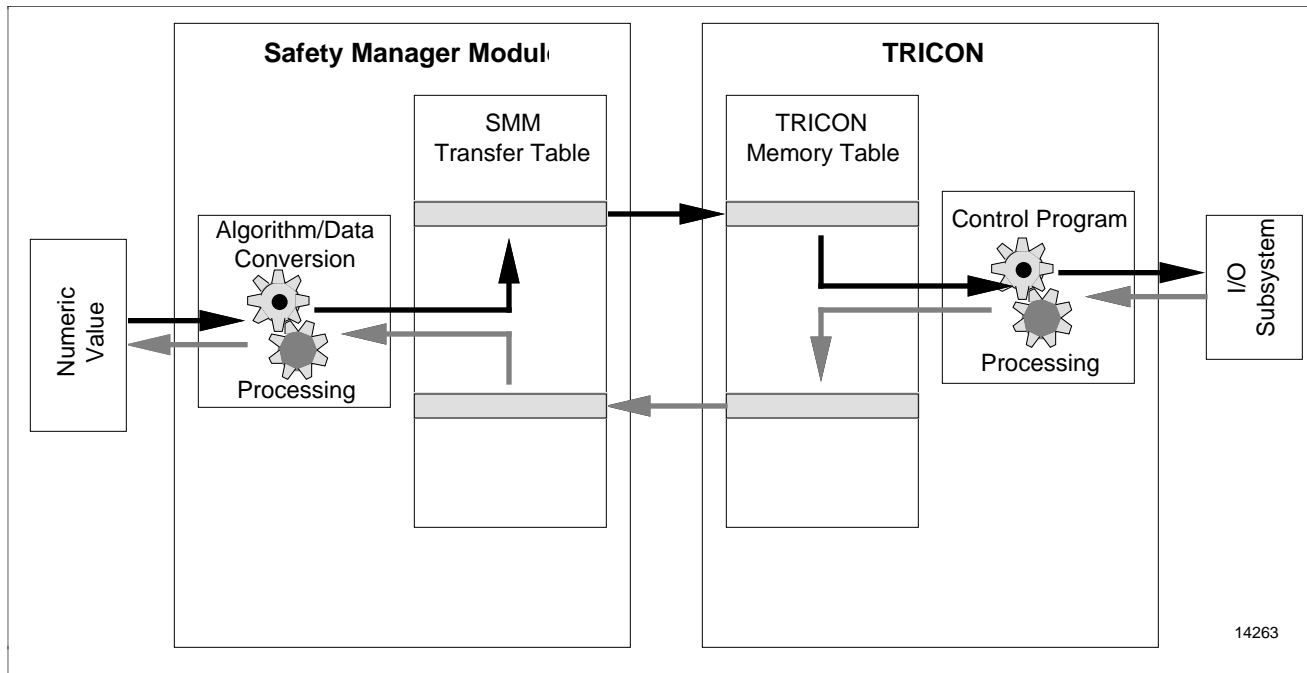 Safety Manager Modul
TRICON
SMM
Transfer Table
TRICON
Memory Table
Algorithm/Data
Conversion
Processing
Control Program
Processing
Numeric
Value
I/O
Subsystem
14263